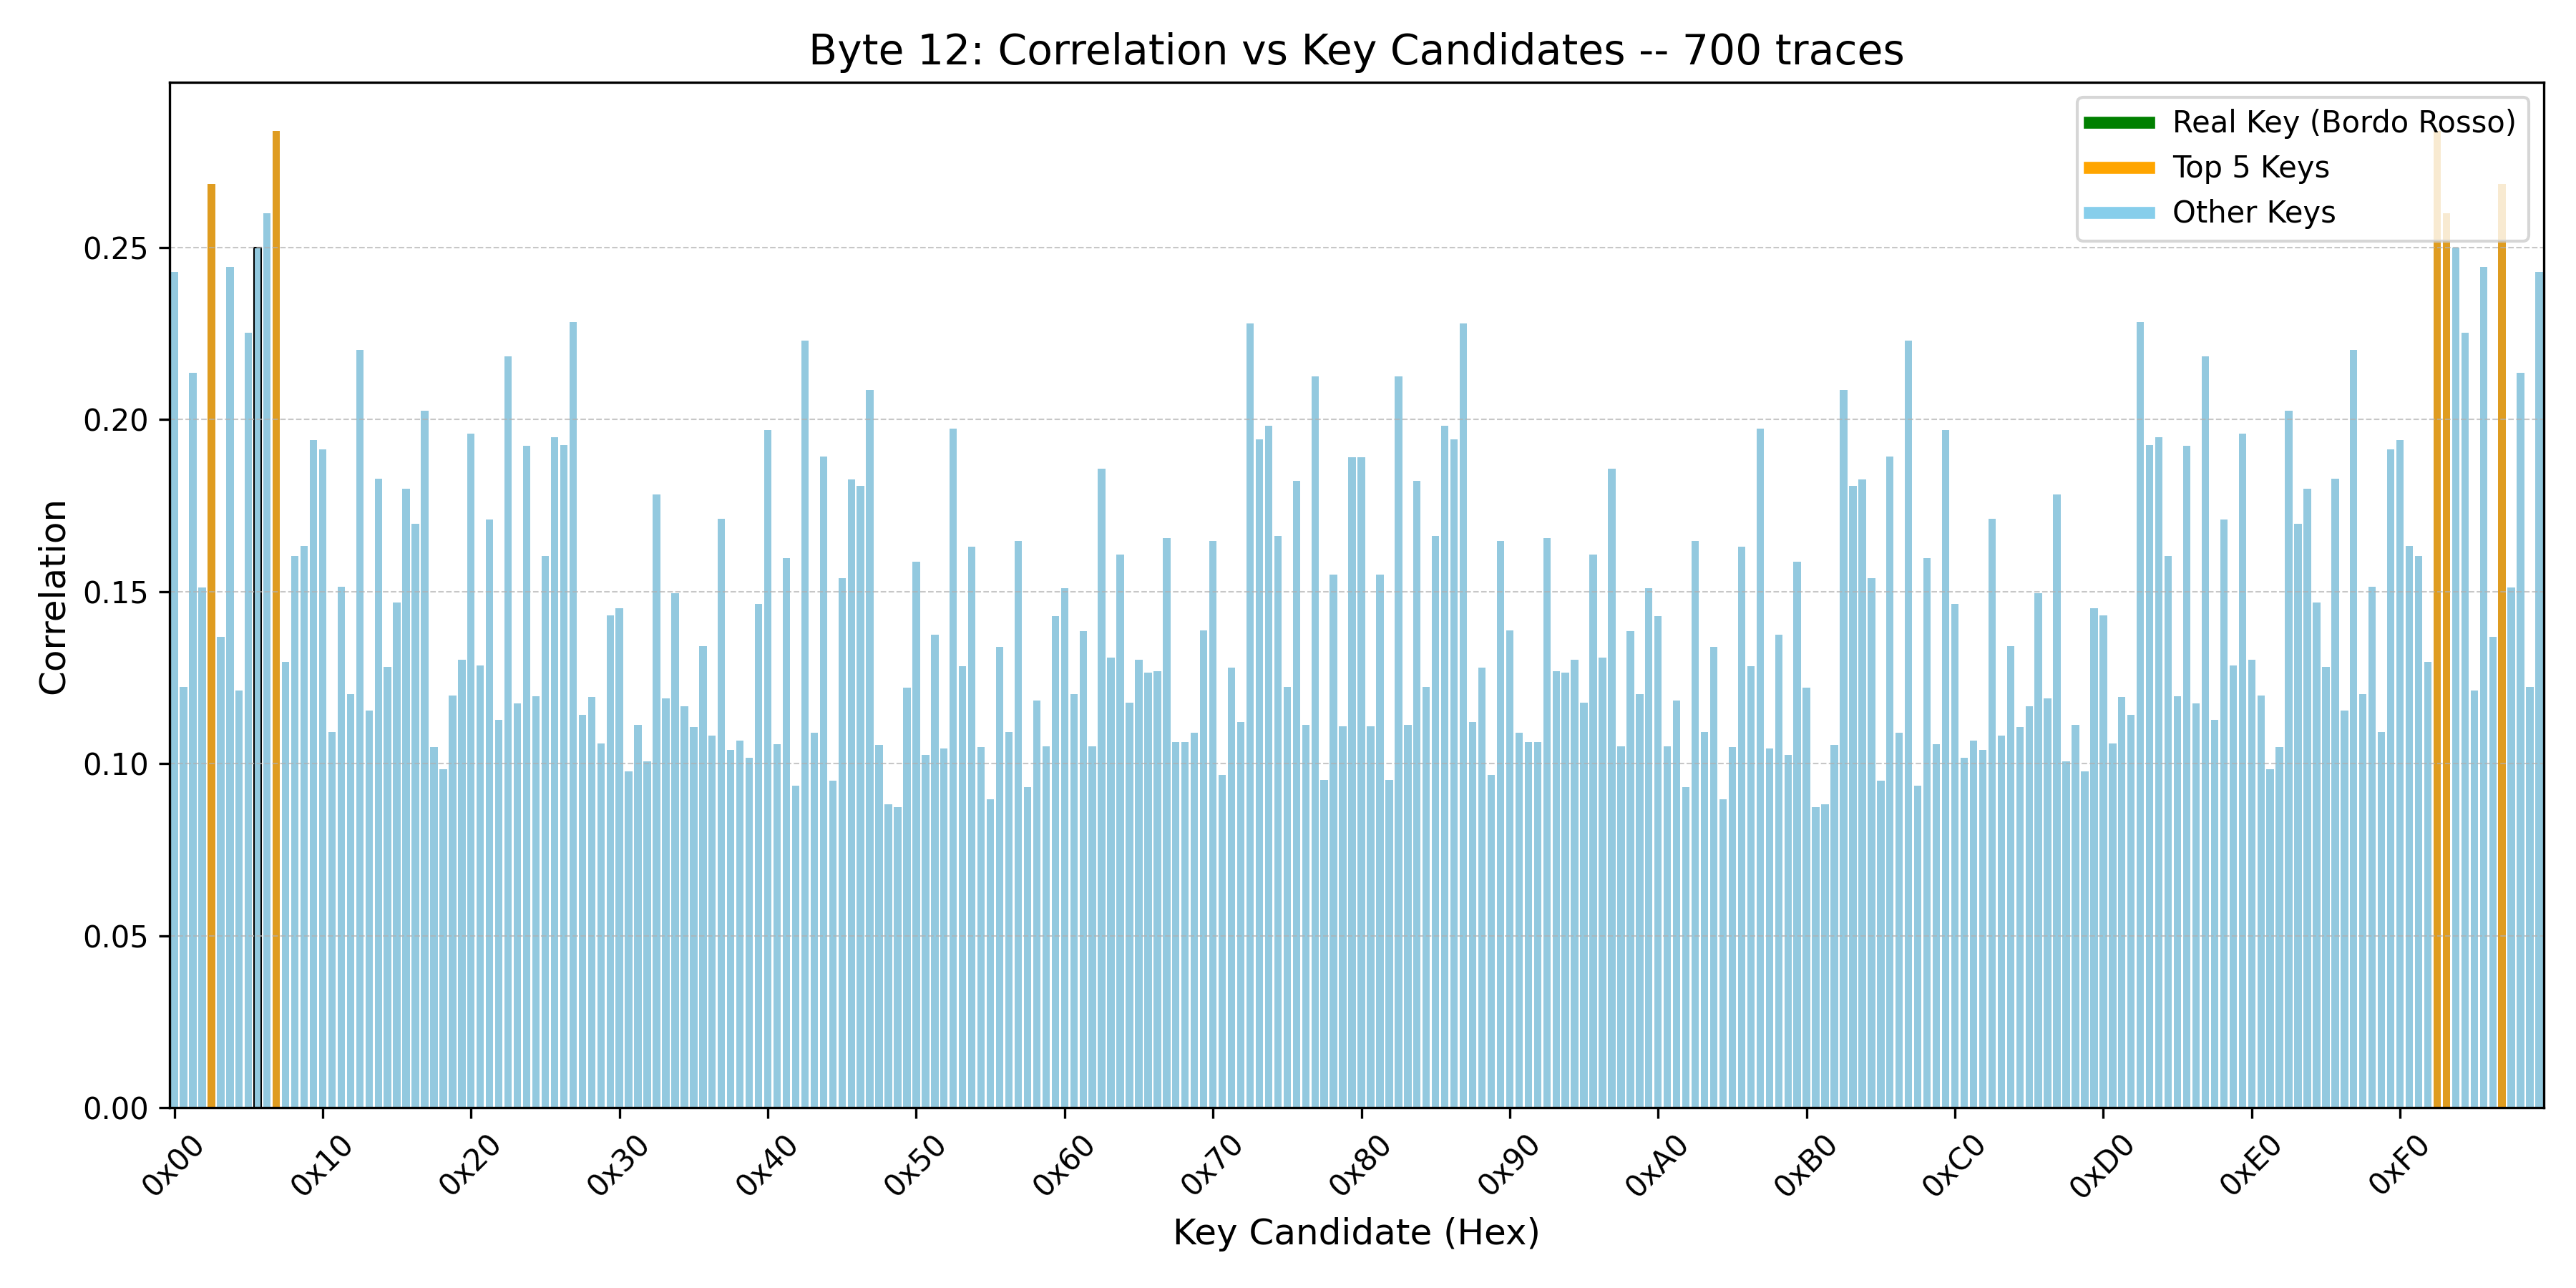 Byte 12: Correlation vs Key Candidates -- 700 traces
Real Key (Bordo Rosso)
Top 5 Keys
Other Keys
Correlation
0.25
0.20
0.15
0.10
0.05
0.00
0x00
0x10
0x20
0x30
0x40
0x50
0x60
0x70
0x80
0x90
0xA0
0xB0
0xC0
0xD0
0xE0
0xF0
Key Candidate (Hex)